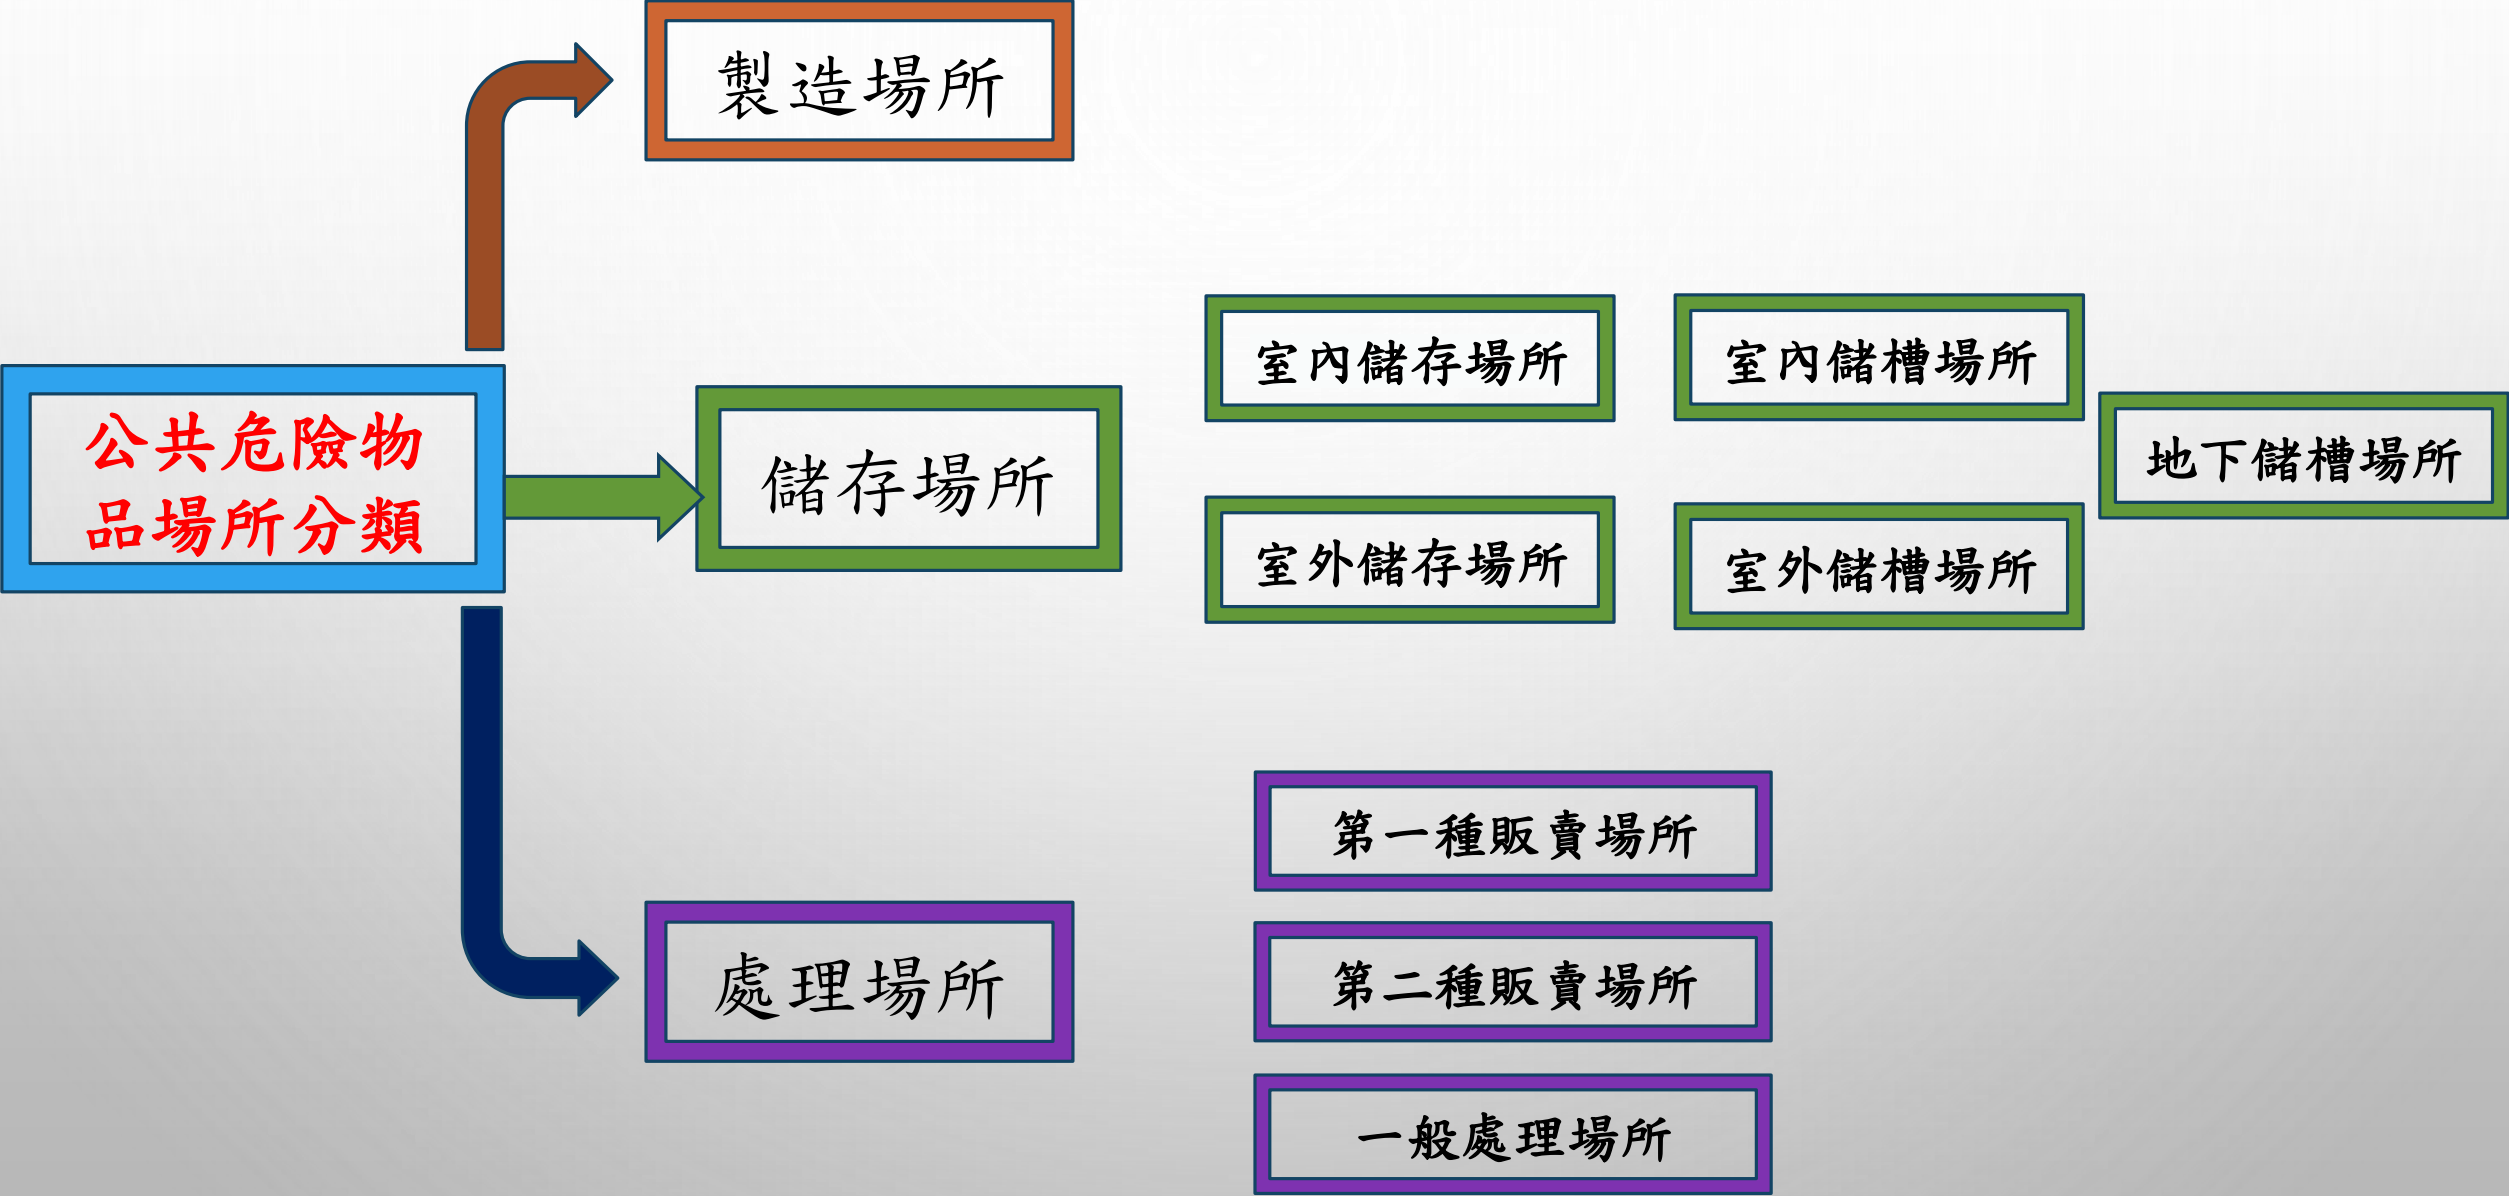 製造場所
公共危險物
品場所分類
儲存場所
室內儲存場所
室內儲槽場所
地下儲槽場所
室外儲存場所
室外儲槽場所
處理場所
第一種販賣場所
第二種販賣場所
一般處理場所